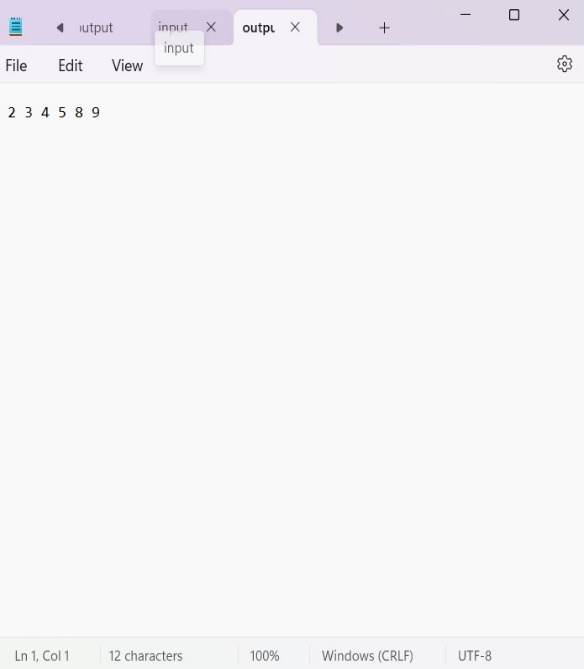 utput input outpu
input
File Edit View
2 3 4 5 8 9
Ln 1, Col 1 12 characters 100% Windows (CRLF) UTF-8